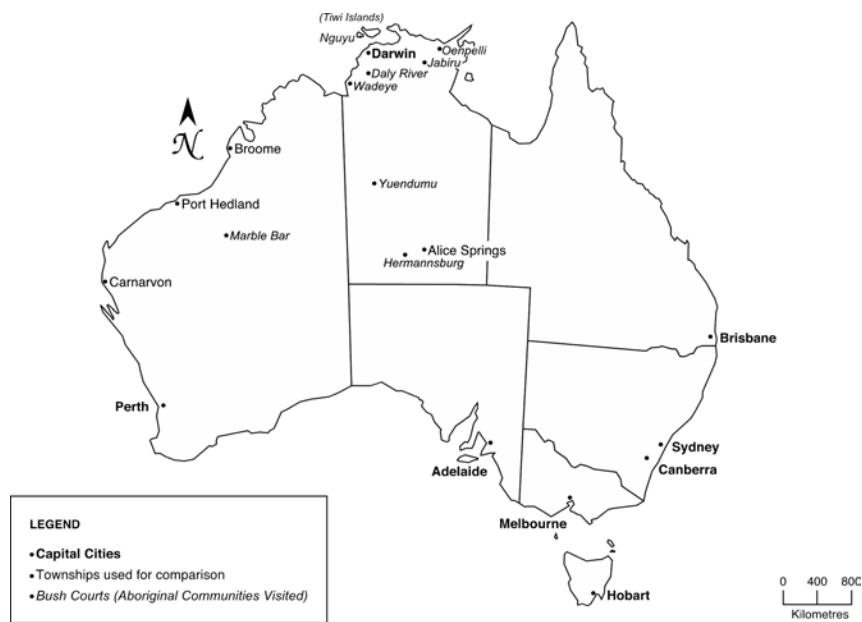 (Tiwi Islands)
Nguyu
Darwin
Oenpelli
Jabiru
Daly River
Wadeye
N
Broome
Yuendumu
Port Hedland
Marble Bar
Alice Springs
Hermannsburg
Carnarvon
Brisbane
Perth
Sydney
Adelaide
Canberra
Melbourne
Hobart
LEGEND
Capital Cities
Townships used for comparison
Bush Courts (Aboriginal Communities Visited)
0 400 800
Kilometres